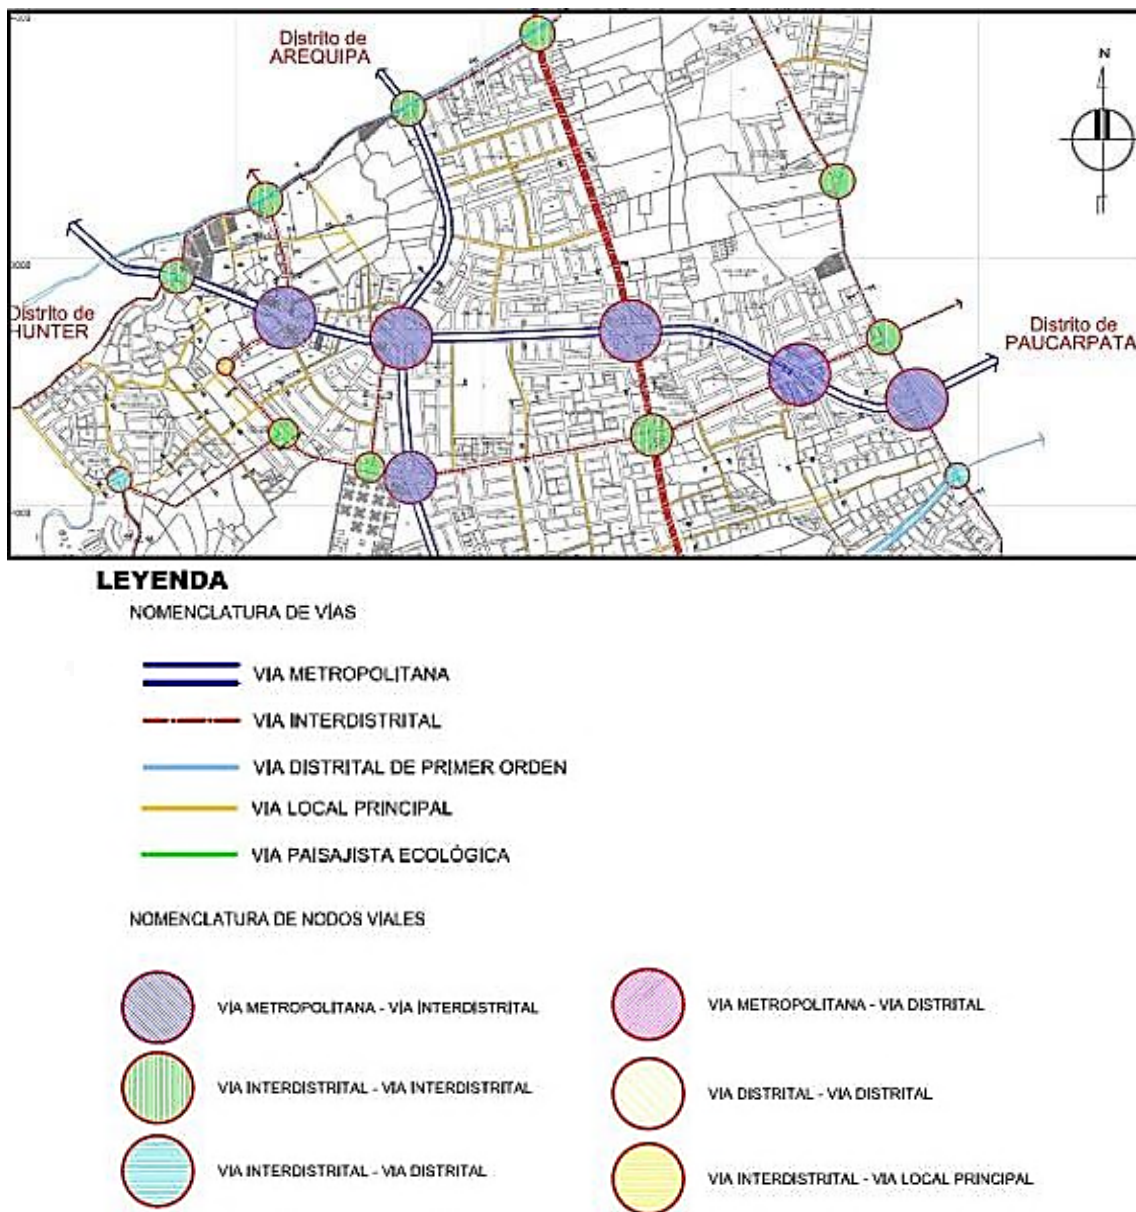 Distrito de
AREQUIPA
N
Distrito de
HUNTER
Distrito de
PAUCARPATA
LEYENDA
NOMENCLATURA DE VÍAS
VIA METROPOLITANA
VIA INTERDISTRITAL
VIA DISTRITAL DE PRIMER ORDEN
VIA LOCAL PRINCIPAL
VIA PAISAJISTA ECOLÓGICA
NOMENCLATURA DE NODOS VIALES
VIA METROPOLITANA - VIA INTERDISTRITAL
VIA METROPOLITANA - VIA DISTRITAL
VIA INTERDISTRITAL - VIA INTERDISTRITAL
VIA DISTRITAL - VIA DISTRITAL
VIA INTERDISTRITAL - VIA DISTRITAL
VIA INTERDISTRITAL - VIA LOCAL PRINCIPAL